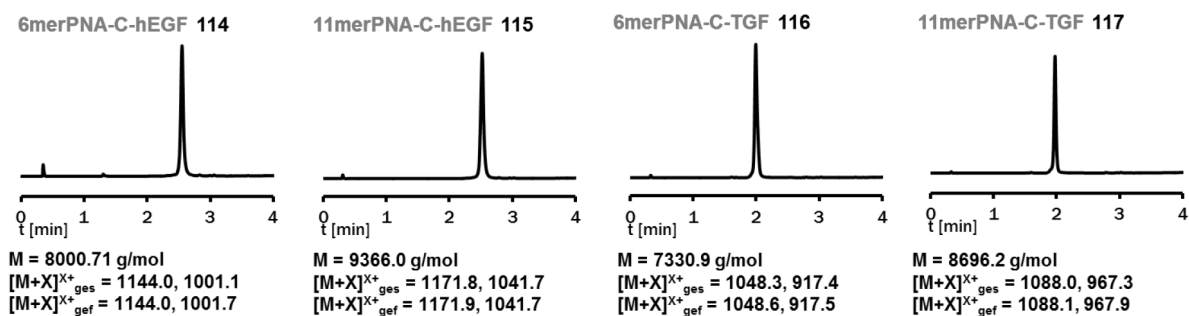 6merPNA-C-hEGF 114
0 1 2 3 4
t [min]
M = 8000.71 g/mol
[M+X]X+ges = 1144.0, 1001.1
[M+X]X+gef = 1144.0, 1001.7
11merPNA-C-hEGF 115
0 1 2 3 4
t [min]
M = 9366.0 g/mol
[M+X]X+ges = 1171.8, 1041.7
[M+X]X+gef = 1171.9, 1041.7
6merPNA-C-TGF 116
0 1 2 3 4
t [min]
M = 7330.9 g/mol
[M+X]X+ges = 1048.3, 917.4
[M+X]X+gef = 1048.6, 917.5
11merPNA-C-TGF 117
0 1 2 3 4
t [min]
M = 8696.2 g/mol
[M+X]X+ges = 1088.0, 967.3
[M+X]X+gef = 1088.1, 967.9